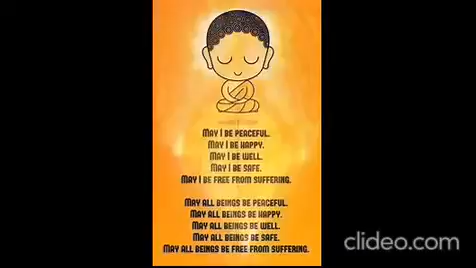 MAY I BE PEACEFUL.
MAY I BE HAPPY.
MAY I BE WELL.
MAY I BE SAFE.
MAY I BE FREE FROM SUFFERING.
MAY ALL BEINGS BE PEACEFUL.
MAY ALL BEINGS BE HAPPY.
MAY ALL BEINGS BE WELL.
MAY ALL BEINGS BE SAFE.
MAY ALL BEINGS BE FREE FROM SUFFERING.
clideo.com